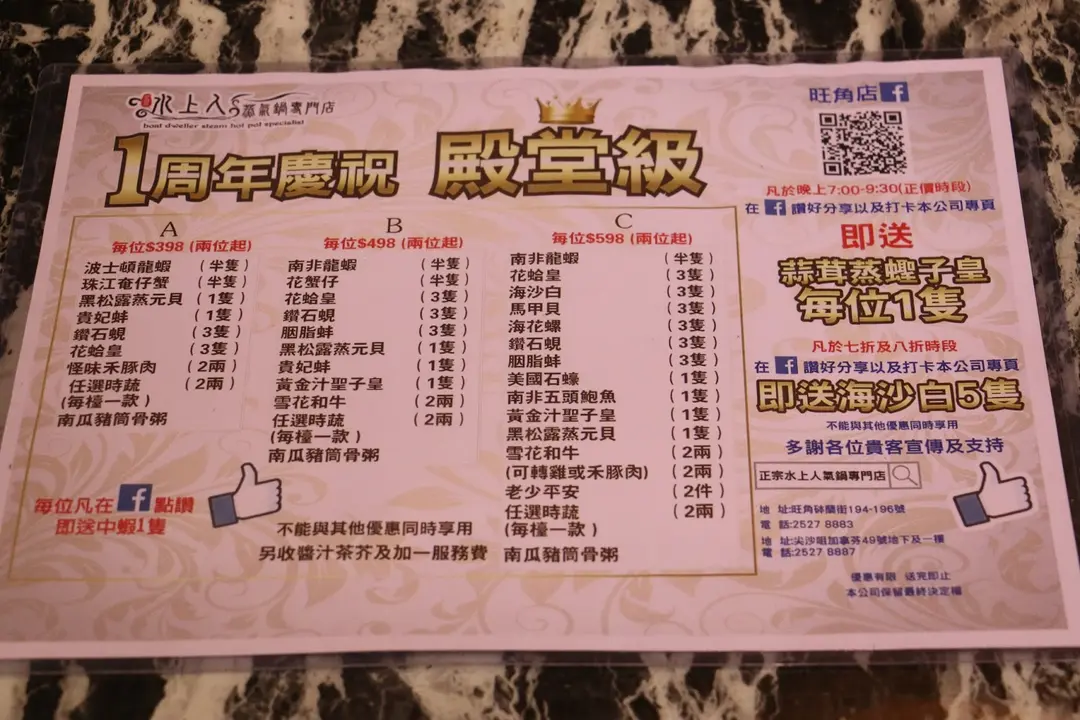 水上人蒸氣鍋專門店
boat dweller steam hot pot specialist
1周年慶祝 殿堂級
A
每位$398 (兩位起)
波士頓龍蝦 (半隻)
珠江奄仔蟹 (半隻)
黑松露蒸元貝 (1隻)
貴妃蚌 (1隻)
鑽石蜆 (3隻)
花蛤皇 (3隻)
怪味禾豚肉 (2兩)
任選時蔬 (2兩)
(每檯一款)
南瓜豬筒骨粥
每位凡在 f 點讚
即送中蝦1隻
B
每位$498 (兩位起)
南非龍蝦 (半隻)
花蟹仔 (半隻)
花蛤皇 (3隻)
鑽石蜆 (3隻)
胭脂蚌 (3隻)
黑松露蒸元貝 (1隻)
貴妃蚌 (1隻)
黃金汁聖子皇 (1隻)
雪花和牛 (2兩)
任選時蔬 (2兩)
(每檯一款)
南瓜豬筒骨粥
C
每位$598 (兩位起)
南非龍蝦 (半隻)
花蛤皇 (3隻)
海沙白 (3隻)
馬甲貝 (3隻)
海花螺 (3隻)
鑽石蜆 (3隻)
胭脂蚌 (3隻)
美國石蠔 (1隻)
南非五頭鮑魚 (1隻)
黃金汁聖子皇 (1隻)
黑松露蒸元貝 (1隻)
雪花和牛 (2兩)
(可轉雞或禾豚肉) (2兩)
老少平安 (2件)
任選時蔬 (2兩)
(每檯一款)
南瓜豬筒骨粥
不能與其他優惠同時享用
另收醬汁茶芥及加一服務費
旺角店 f
凡於晚上7:00-9:30(正價時段)
在 f 讚好分享以及打卡本公司專頁
即送
蒜茸蒸蟶子皇
每位1隻
凡於七折及八折時段
在 f 讚好分享以及打卡本公司專頁
即送海沙白5隻
不能與其他優惠同時享用
多謝各位貴客宣傳及支持
正宗水上人氣鍋專門店
地 址:旺角砵蘭街194-196號
電 話:2527 8883
地 址:尖沙咀加拿芬49號地下及一樓
電 話:2527 8887
優惠有限 送完即止
本公司保留最終決定權